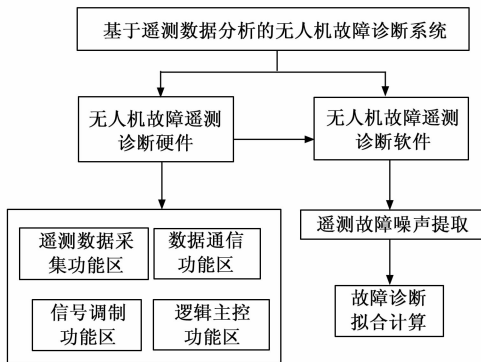 基于遥测数据分析的无人机故障诊断系统
无人机故障遥测
诊断硬件
无人机故障遥测
诊断软件
遥测数据采
集功能区
数据通信
功能区
信号调制
功能区
逻辑主控
功能区
遥测故障噪声提取
故障诊断
拟合计算